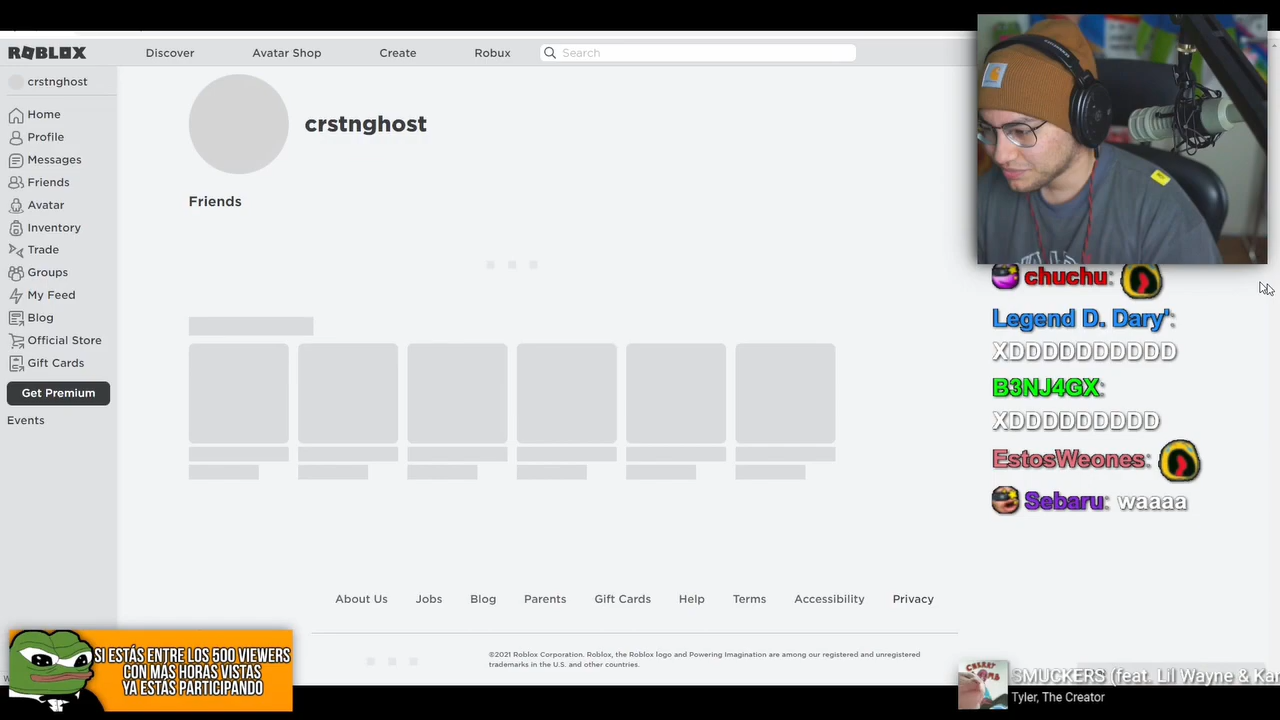 ROBLOX
Discover
Avatar Shop
Create
Robux
Search
crstnghost
Home
Profile
Messages
Friends
Avatar
Inventory
Trade
Groups
My Feed
Blog
Official Store
Gift Cards
Get Premium
Events
crstnghost
Friends
chuchu:
Legend D. Dary':
XDDDDDDDDDD
B3NJ4GX:
XDDDDDDDDD
EstosWeones:
Sebaru: waaaa
About Us
Jobs
Blog
Parents
Gift Cards
Help
Terms
Accessibility
Privacy
©2021 Roblox Corporation. Roblox, the Roblox logo and Powering Imagination are among our registered and unregistered
trademarks in the U.S. and other countries.
SI ESTÁS ENTRE LOS 500 VIEWERS
CON MÁS HORAS VISTAS
YA ESTÁS PARTICIPANDO
SMUCKERS (feat. Lil Wayne & Kan
Tyler, The Creator